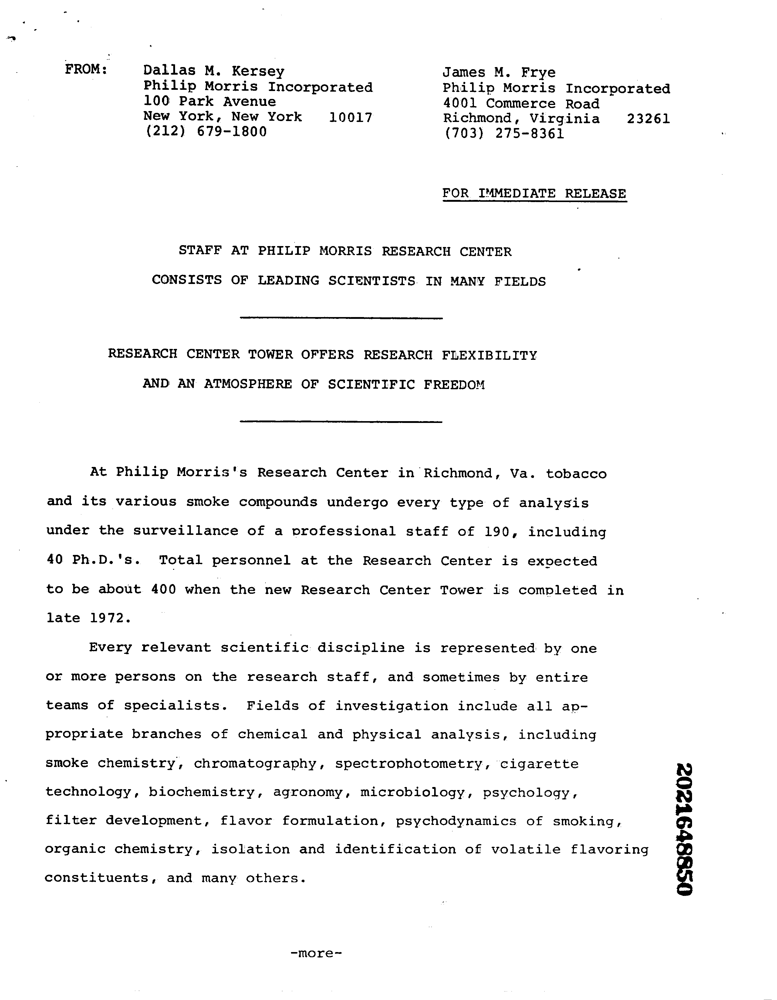 FROM: Dallas M. Kersey James M. Frye
Philip Morris Incorporated Philip Morris Incorporated
100 Park Avenue 4001 Commerce Road
New York, New York 10017 Richmond, Virginia 23261
(212) 679-1800 (703) 275-8361
FOR IMMEDIATE RELEASE
STAFF AT PHILIP MORRIS RESEARCH CENTER
CONSISTS OF LEADING SCIENTISTS IN MANY FIELDS
RESEARCH CENTER TOWER OFFERS RESEARCH FLEXIBILITY
AND AN ATMOSPHERE OF SCIENTIFIC FREEDOM
At Philip Morris's Research Center in Richmond, Va. tobacco
and its various smoke compounds undergo every type of analysis
under the surveillance of a professional staff of 190, including
40 Ph.D.'s. Total personnel at the Research Center is expected
to be about 400 when the new Research Center Tower is completed in
late 1972.
Every relevant scientific discipline is represented by one
or more persons on the research staff, and sometimes by entire
teams of specialists. Fields of investigation include all ap-
propriate branches of chemical and physical analysis, including
smoke chemistry, chromatography, spectrophotometry, cigarette
technology, biochemistry, agronomy, microbiology, psychology,
filter development, flavor formulation, psychodynamics of smoking,
organic chemistry, isolation and identification of volatile flavoring
constituents, and many others.
-more-
2021648850